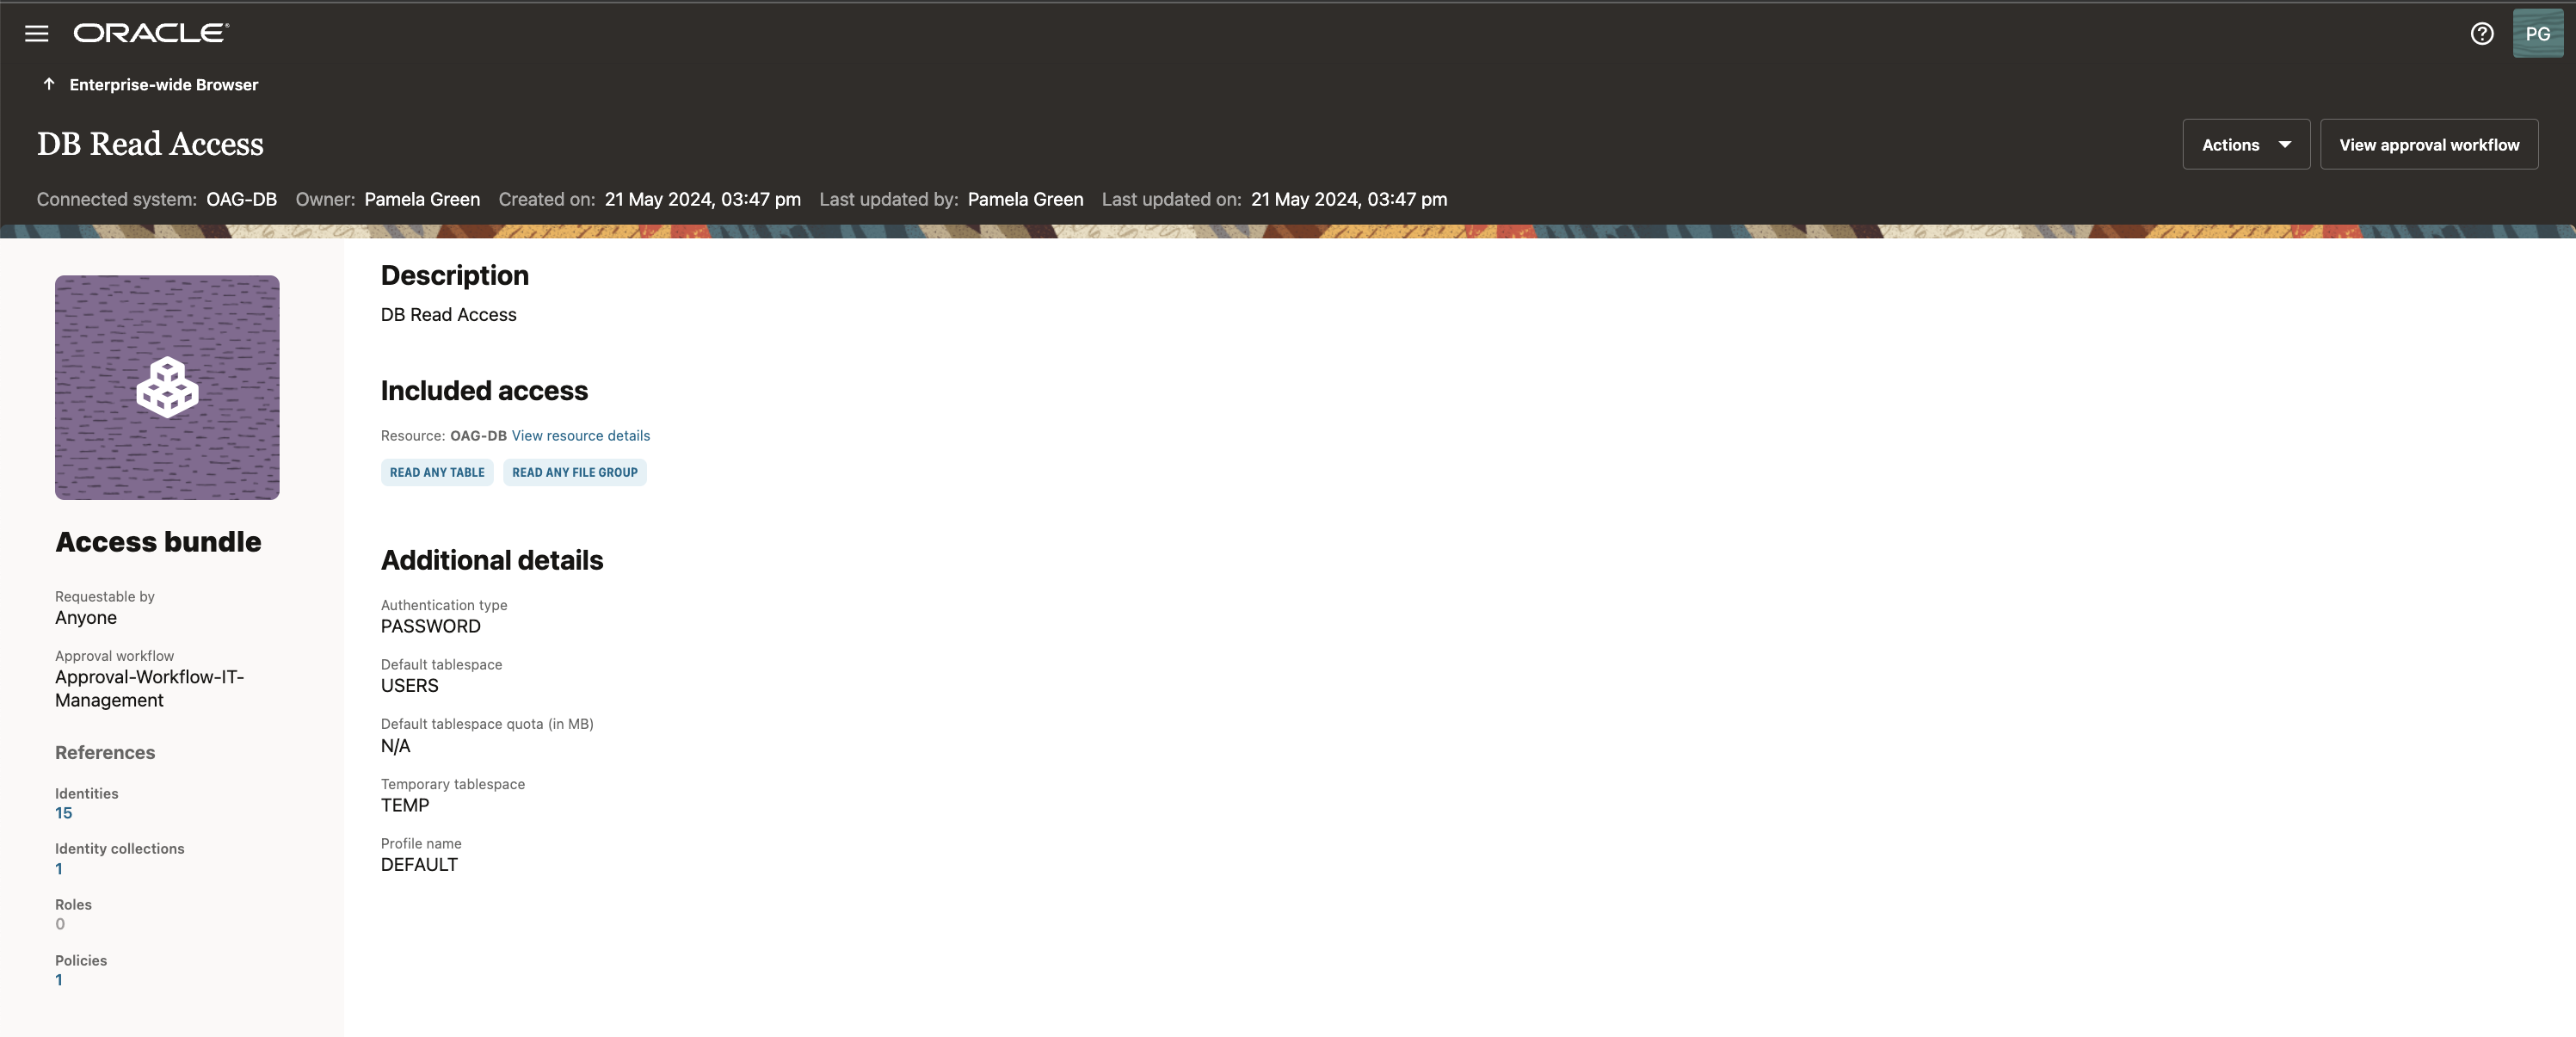 ORACLE
PG
Enterprise-wide Browser
DB Read Access
Actions
View approval workflow
Connected system: OAG-DB Owner: Pamela Green Created on: 21 May 2024, 03:47 pm Last updated by: Pamela Green Last updated on: 21 May 2024, 03:47 pm
Access bundle
Requestable by
Anyone
Approval workflow
Approval-Workflow-IT-
Management
References
Identities
15
Identity collections
1
Roles
0
Policies
1
Description
DB Read Access
Included access
Resource: OAG-DB View resource details
READ ANY TABLE READ ANY FILE GROUP
Additional details
Authentication type
PASSWORD
Default tablespace
USERS
Default tablespace quota (in MB)
N/A
Temporary tablespace
TEMP
Profile name
DEFAULT